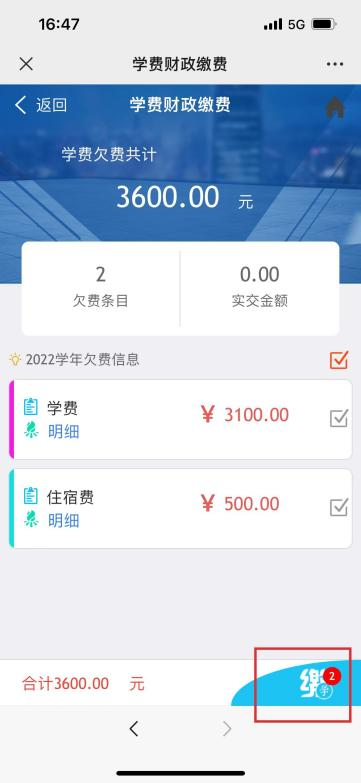 16:47
5G
学费财政缴费
返回
学费财政缴费
学费欠费共计
3600.00 元
2
0.00
欠费条目
实交金额
2022学年欠费信息
学费
¥ 3100.00
明细
住宿费
¥ 500.00
明细
合计3600.00 元
缴
2
学